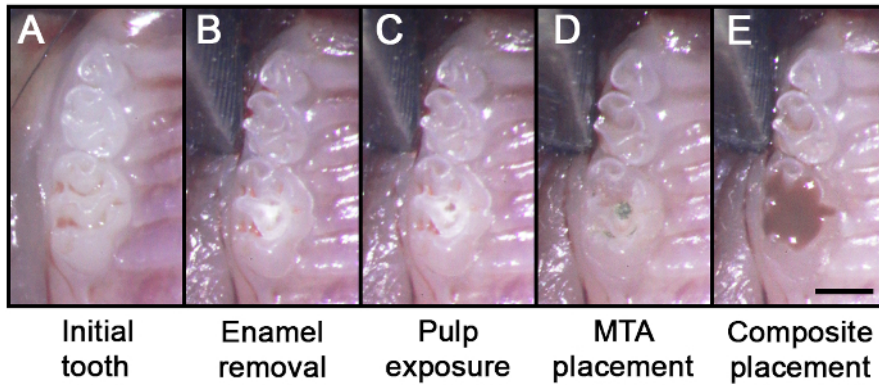 A B C D E
Initial Enamel Pulp MTA Composite
tooth removal exposure placement placement